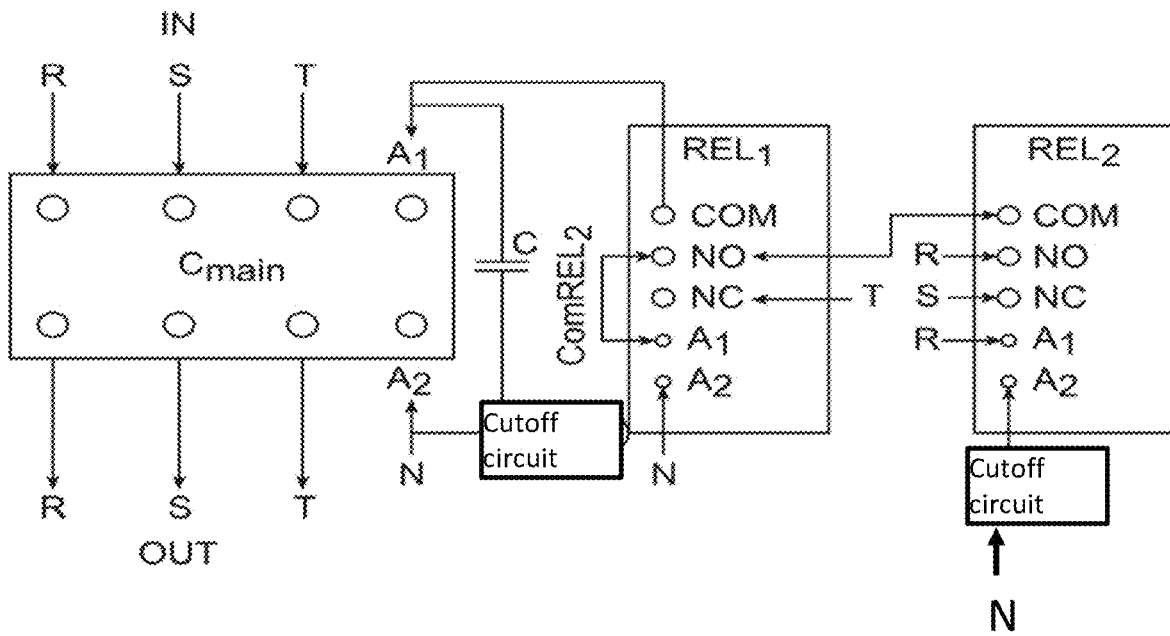 IN
R S T
A1
REL1
REL2
COM
NO
NC
A1
A2
ComREL2
C
Cmain
T
COM
R NO
S NC
R A1
A2
A2
Cutoff
circuit
N
N
Cutoff
circuit
R S T
OUT
N